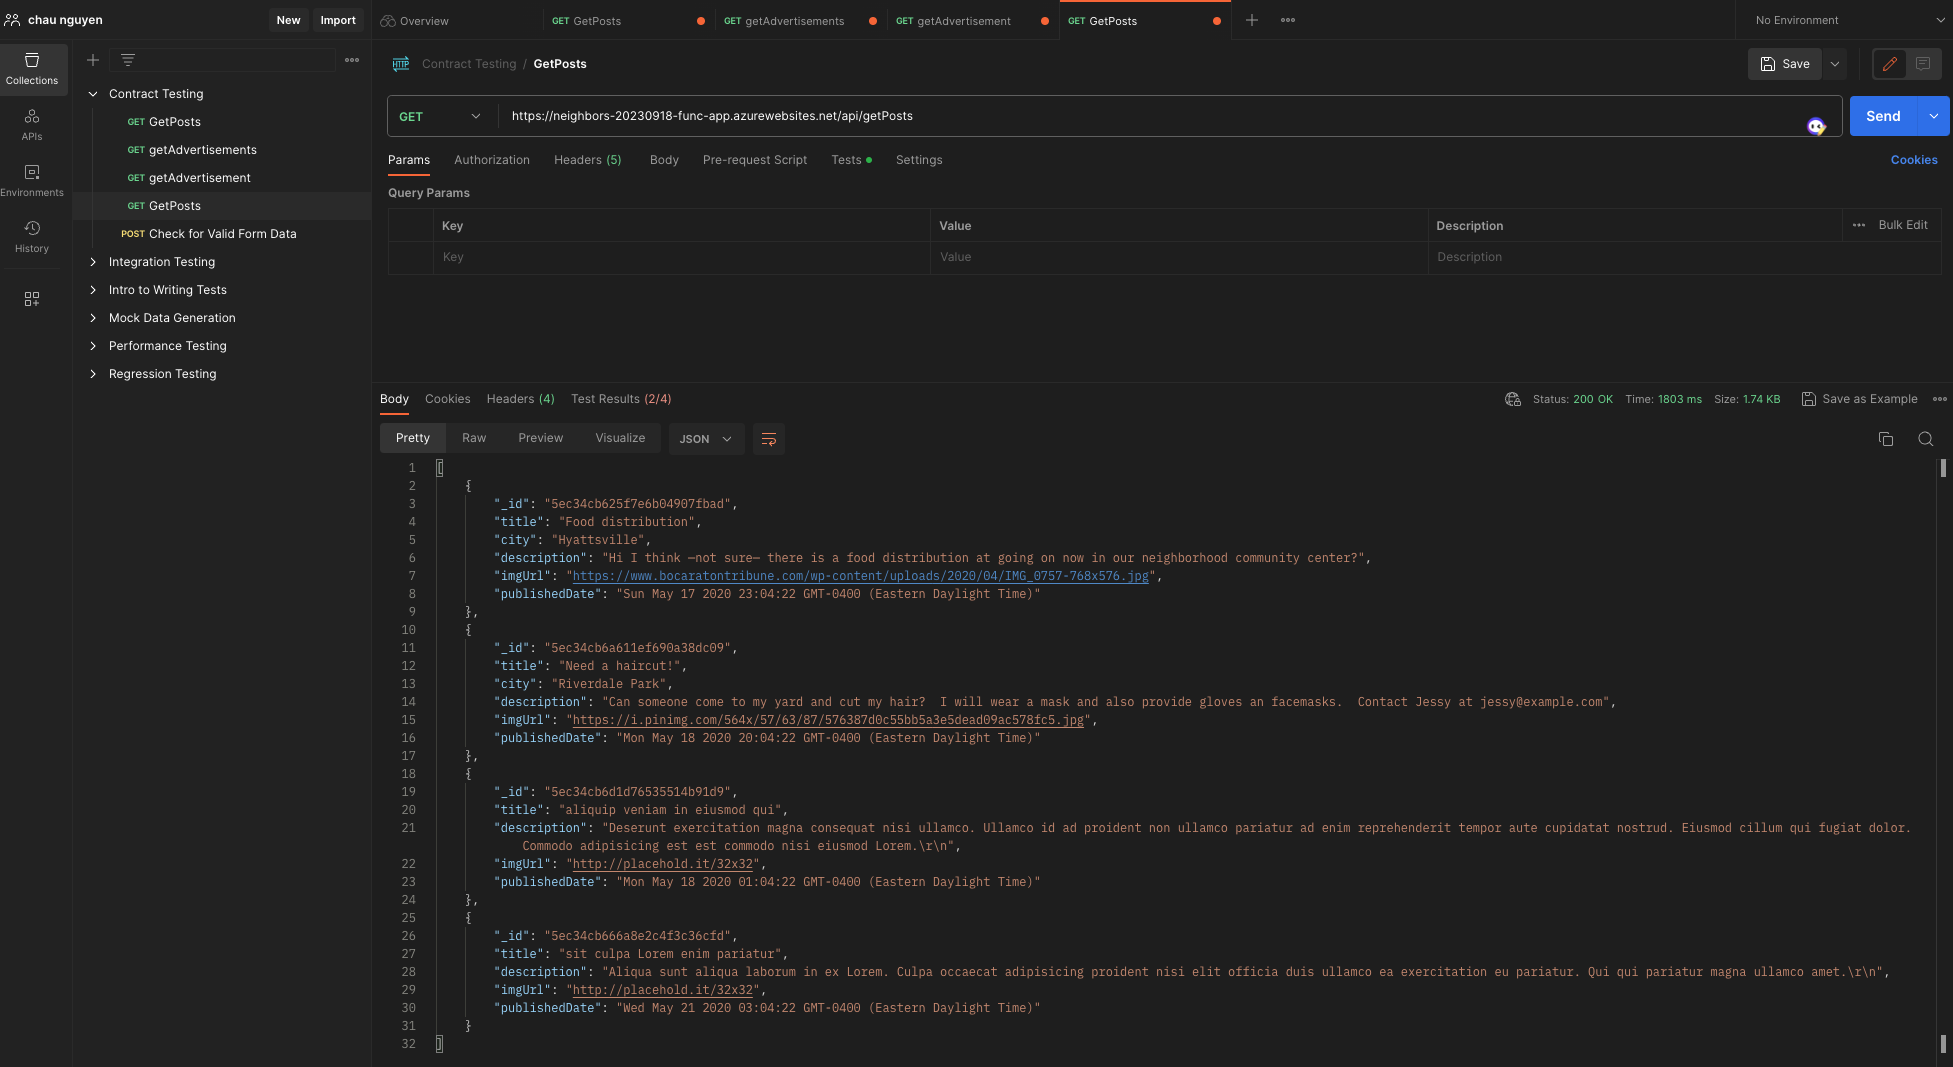 chau nguyen
New
Import
Overview
GET GetPosts
GET getAdvertisements
GET getAdvertisement
GET GetPosts
No Environment
Collections
APIs
Environments
History
Contract Testing
GET GetPosts
GET getAdvertisements
GET getAdvertisement
GET GetPosts
POST Check for Valid Form Data
Integration Testing
Intro to Writing Tests
Mock Data Generation
Performance Testing
Regression Testing
HTTP Contract Testing / GetPosts
Save
GET https://neighbors-20230918-func-app.azurewebsites.net/api/getPosts
Send
Params Authorization Headers (5) Body Pre-request Script Tests Settings
Cookies
Query Params
Key Value Description Bulk Edit
Key Value Description
Body Cookies Headers (4) Test Results (2/4)
Status: 200 OK Time: 1803 ms Size: 1.74 KB Save as Example
Pretty Raw Preview Visualize JSON
1 [
2 {
3 "_id": "5ec34cb625f7e6b04907fbad",
4 "title": "Food distribution",
5 "city": "Hyattsville",
6 "description": "Hi I think —not sure— there is a food distribution at going on now in our neighborhood community center?",
7 "imgUrl": "https://www.bocaratontribune.com/wp-content/uploads/2020/04/IMG_0757-768x576.jpg",
8 "publishedDate": "Sun May 17 2020 23:04:22 GMT-0400 (Eastern Daylight Time)"
9 },
10 {
11 "_id": "5ec34cb6a611ef690a38dc09",
12 "title": "Need a haircut!",
13 "city": "Riverdale Park",
14 "description": "Can someone come to my yard and cut my hair?  I will wear a mask and also provide gloves an facemasks.  Contact Jessy at jessy@example.com",
15 "imgUrl": "https://i.pinimg.com/564x/57/63/87/576387d0c55bb5a3e5dead09ac578fc5.jpg",
16 "publishedDate": "Mon May 18 2020 20:04:22 GMT-0400 (Eastern Daylight Time)"
17 },
18 {
19 "_id": "5ec34cb6d1d76535514b91d9",
20 "title": "aliquip veniam in eiusmod qui",
21 "description": "Deserunt exercitation magna consequat nisi ullamco. Ullamco id ad proident non ullamco pariatur ad enim reprehenderit tempor aute cupidatat nostrud. Eiusmod cillum qui fugiat dolor.
Commodo adipisicing est est commodo nisi eiusmod Lorem.\r\n",
22 "imgUrl": "http://placehold.it/32x32",
23 "publishedDate": "Mon May 18 2020 01:04:22 GMT-0400 (Eastern Daylight Time)"
24 },
25 {
26 "_id": "5ec34cb666a8e2c4f3c36cfd",
27 "title": "sit culpa Lorem enim pariatur",
28 "description": "Aliqua sunt aliqua laborum in ex Lorem. Culpa occaecat adipisicing proident nisi elit officia duis ullamco ea exercitation eu pariatur. Qui qui pariatur magna ullamco amet.\r\n",
29 "imgUrl": "http://placehold.it/32x32",
30 "publishedDate": "Wed May 21 2020 03:04:22 GMT-0400 (Eastern Daylight Time)"
31 }
32 ]